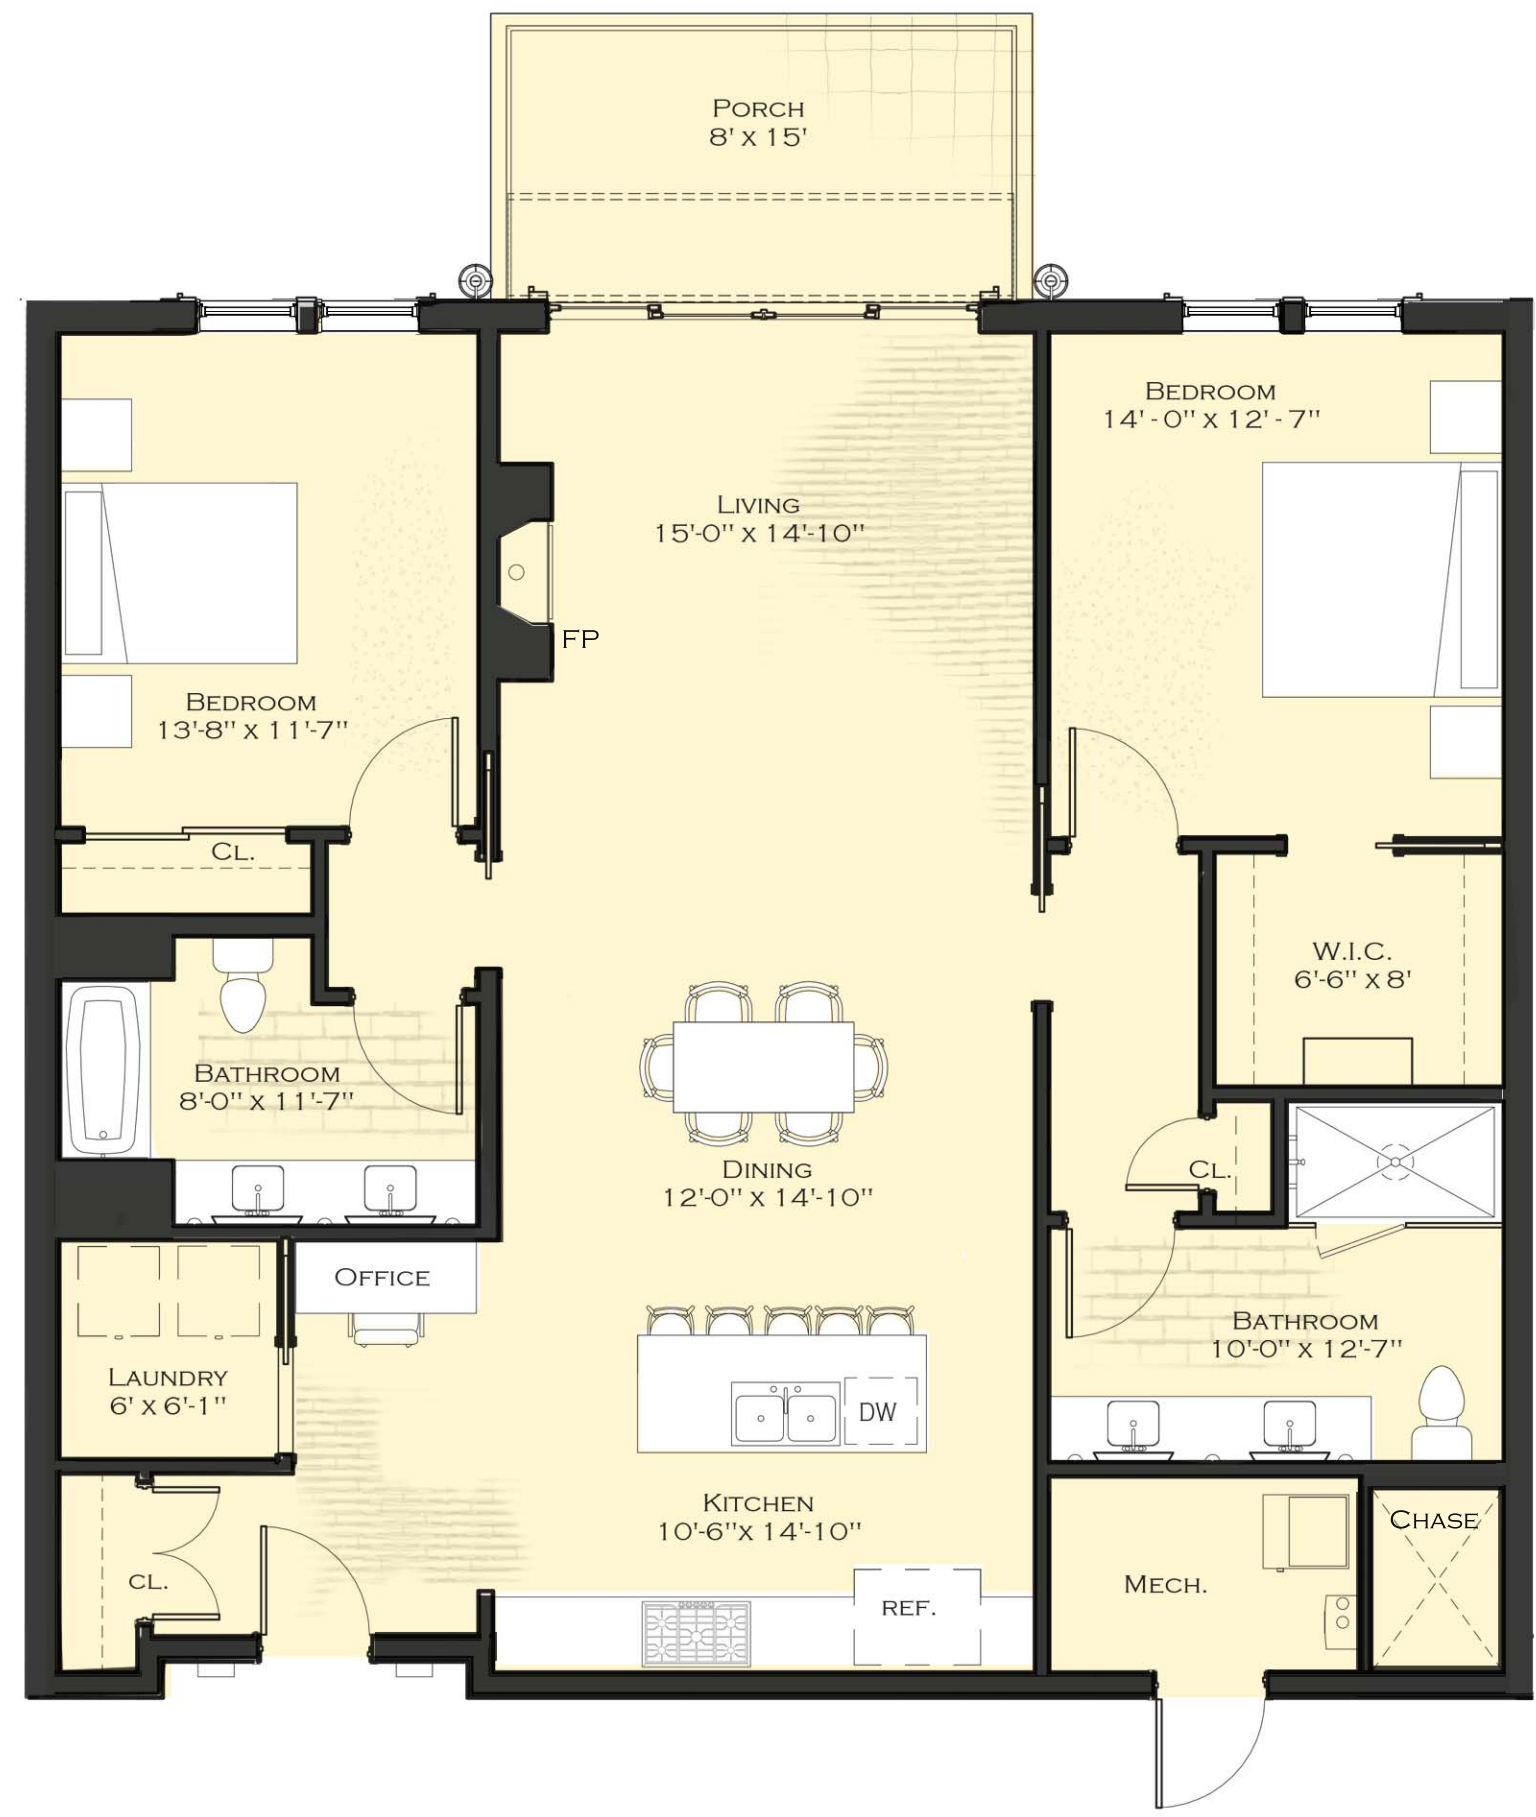 PORCH
8' X 15'
BEDROOM
14'-0" X 12'-7"
LIVING
15'-0" X 14'-10"
FP
BEDROOM
13'-8" X 11'-7"
CL.
W.I.C.
6'-6" X 8'
BATHROOM
8'-0" X 11'-7"
DINING
12'-0" X 14'-10"
CL.
OFFICE
BATHROOM
10'-0" X 12'-7"
LAUNDRY
6' X 6'-1"
DW
KITCHEN
10'-6" X 14'-10"
CHASE
CL.
MECH.
REF.